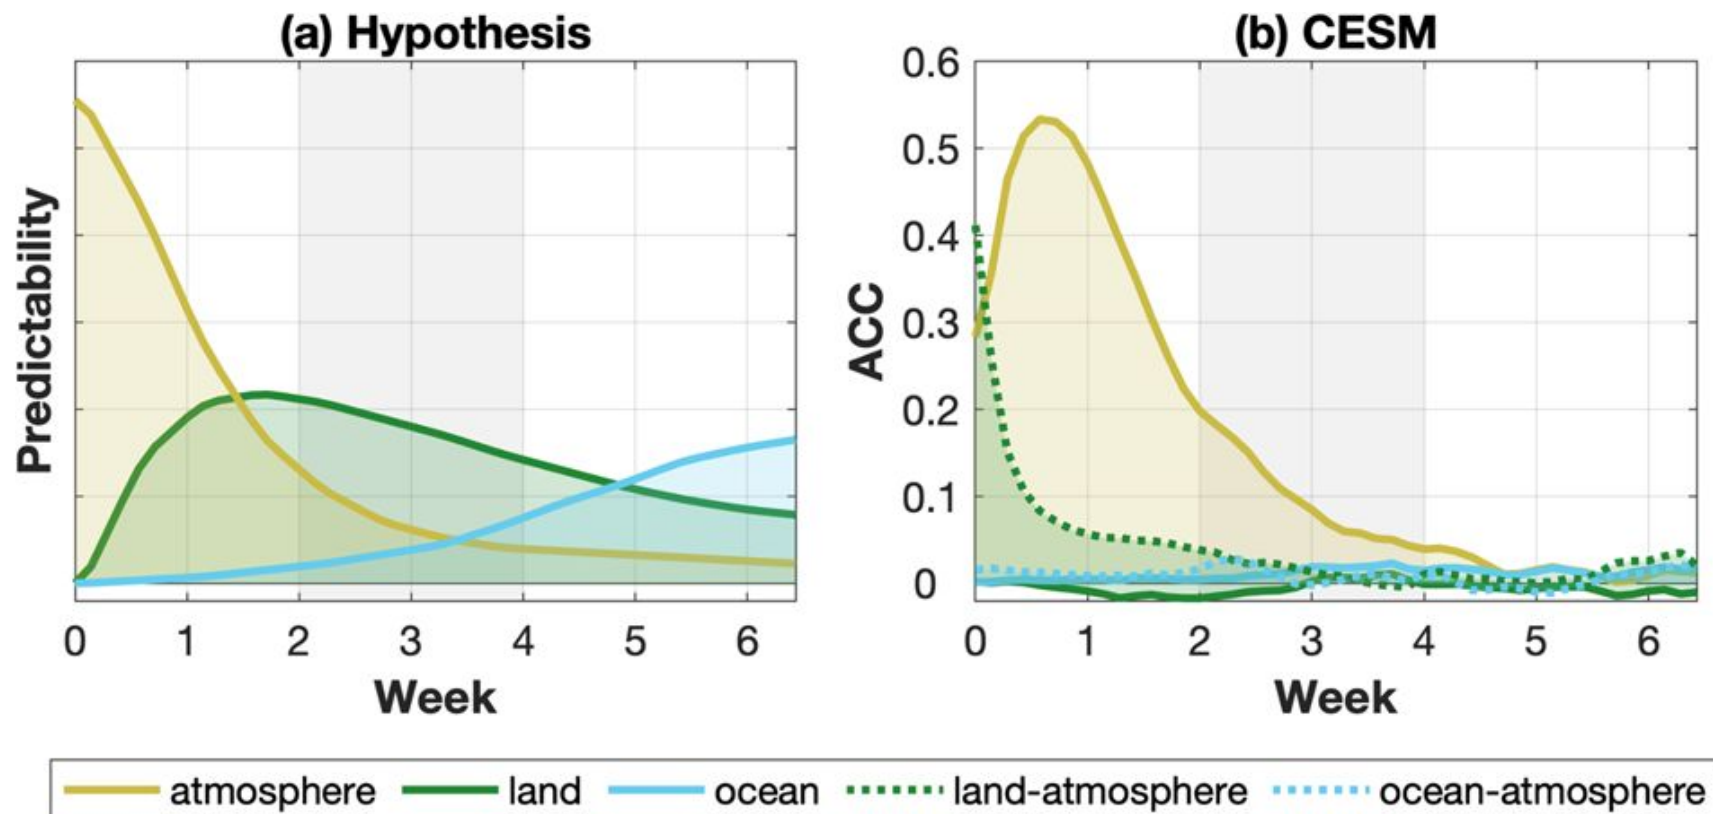 (a) Hypothesis
Predictability
0 1 2 3 4 5 6
Week
(b) CESM
ACC
0.6
0.5
0.4
0.3
0.2
0.1
0
0 1 2 3 4 5 6
Week
atmosphere land ocean land-atmosphere ocean-atmosphere